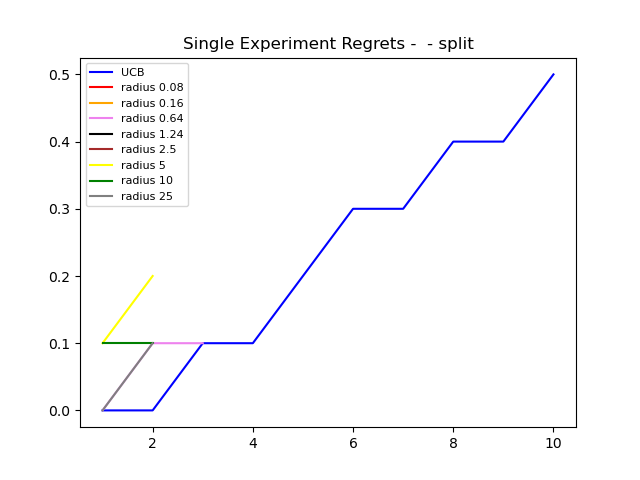 Single Experiment Regrets -  - split
UCB
radius 0.08
radius 0.16
radius 0.64
radius 1.24
radius 2.5
radius 5
radius 10
radius 25
0.5
0.4
0.3
0.2
0.1
0.0
2 4 6 8 10